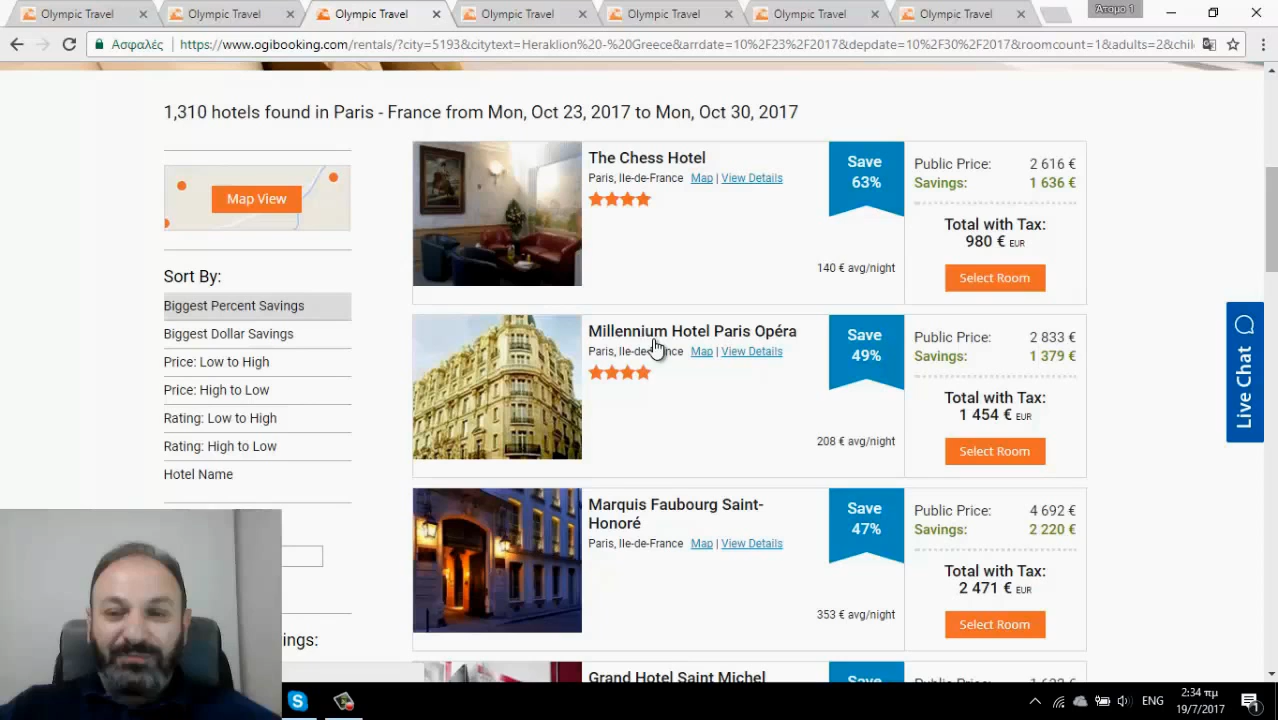 Olympic Travel
Olympic Travel
Olympic Travel
Olympic Travel
Olympic Travel
Olympic Travel
Olympic Travel
Άτομο 1
Ασφαλές
https://www.ogibooking.com/rentals/?city=5193&citytext=Heraklion%20-%20Greece&arrdate=10%2F23%2F2017&depdate=10%2F30%2F2017&roomcount=1&adults=2&chil
1,310 hotels found in Paris - France from Mon, Oct 23, 2017 to Mon, Oct 30, 2017
Map View
Sort By:
Biggest Percent Savings
Biggest Dollar Savings
Price: Low to High
Price: High to Low
Rating: Low to High
Rating: High to Low
Hotel Name
ings:
The Chess Hotel
Paris, Ile-de-France Map | View Details
Save
63%
140 € avg/night
Public Price: 2 616 €
Savings: 1 636 €
Total with Tax:
980 € EUR
Select Room
Millennium Hotel Paris Opéra
Paris, Ile-de-France Map | View Details
Save
49%
208 € avg/night
Public Price: 2 833 €
Savings: 1 379 €
Total with Tax:
1 454 € EUR
Select Room
Marquis Faubourg Saint-
Honoré
Paris, Ile-de-France Map | View Details
Save
47%
353 € avg/night
Public Price: 4 692 €
Savings: 2 220 €
Total with Tax:
2 471 € EUR
Select Room
Grand Hotel Saint Michel
Save
Live Chat
ΕΝG
2:34 πμ
19/7/2017
1